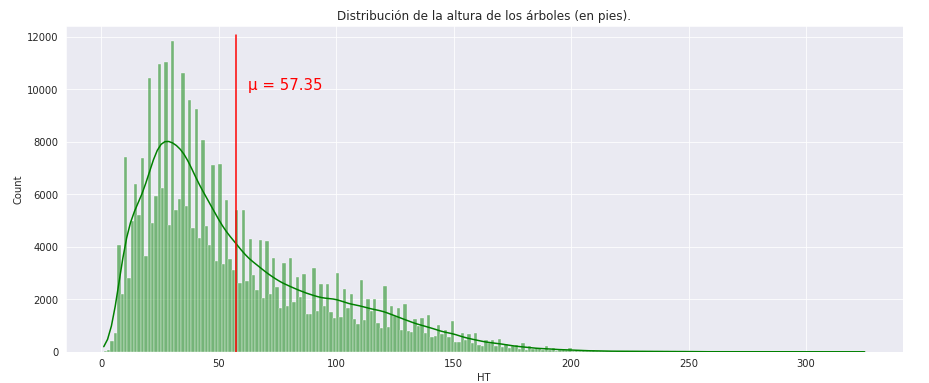 Distribución de la altura de los árboles (en pies).
12000
10000
8000
6000
4000
2000
0
Count
μ = 57.35
0 50 100 150 200 250 300
HT